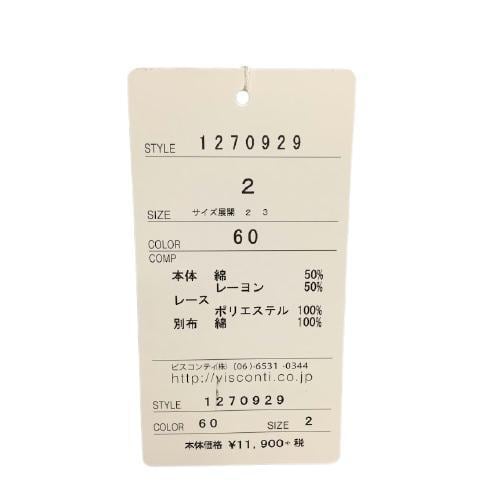 STYLE 1270929
2
SIZE サイズ展開 2 3
COLOR 60
COMP
本体 綿 50%
レーヨン 50%
レース
ポリエステル 100%
別布 綿 100%
ビスコンティ(株) (06)-6531-0344
http://visconti.co.jp
STYLE 1270929
COLOR 60 SIZE 2
本体価格 ¥11,900+税